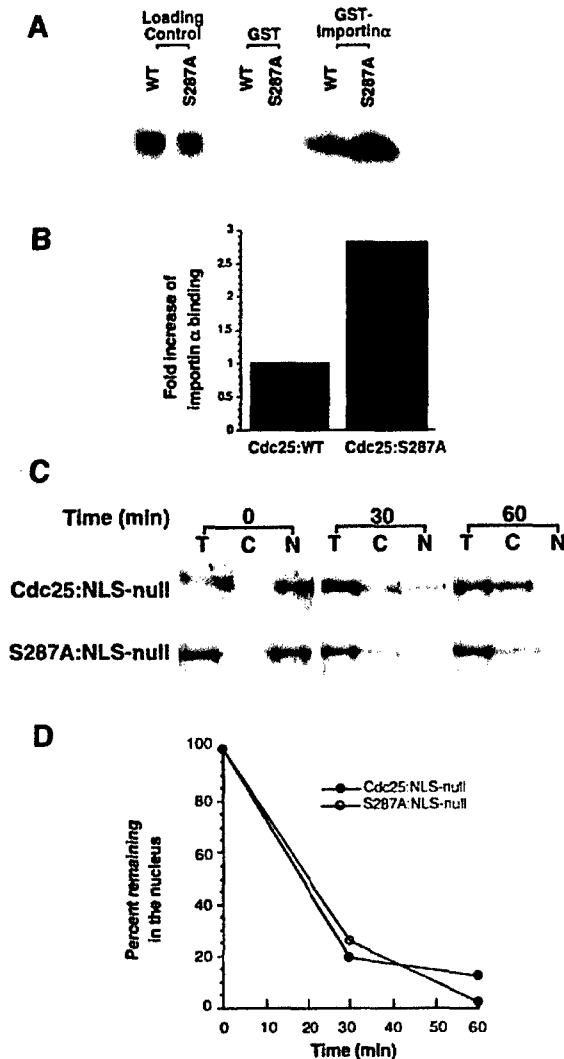 A
Loading Control
GST
GST-Importinα
WT
S287A
WT
S287A
WT
S287A
B
Fold increase of importin α binding
3
2.5
2
1.5
1
0.5
0
Cdc25:WT
Cdc25:S287A
C
Time (min)
0
30
60
T C N T C N T C N
Cdc25:NLS-null
S287A:NLS-null
D
Percent remaining in the nucleus
100
80
60
40
20
0
Cdc25:NLS-null
S287A:NLS-null
0 10 20 30 40 50 60
Time (min)